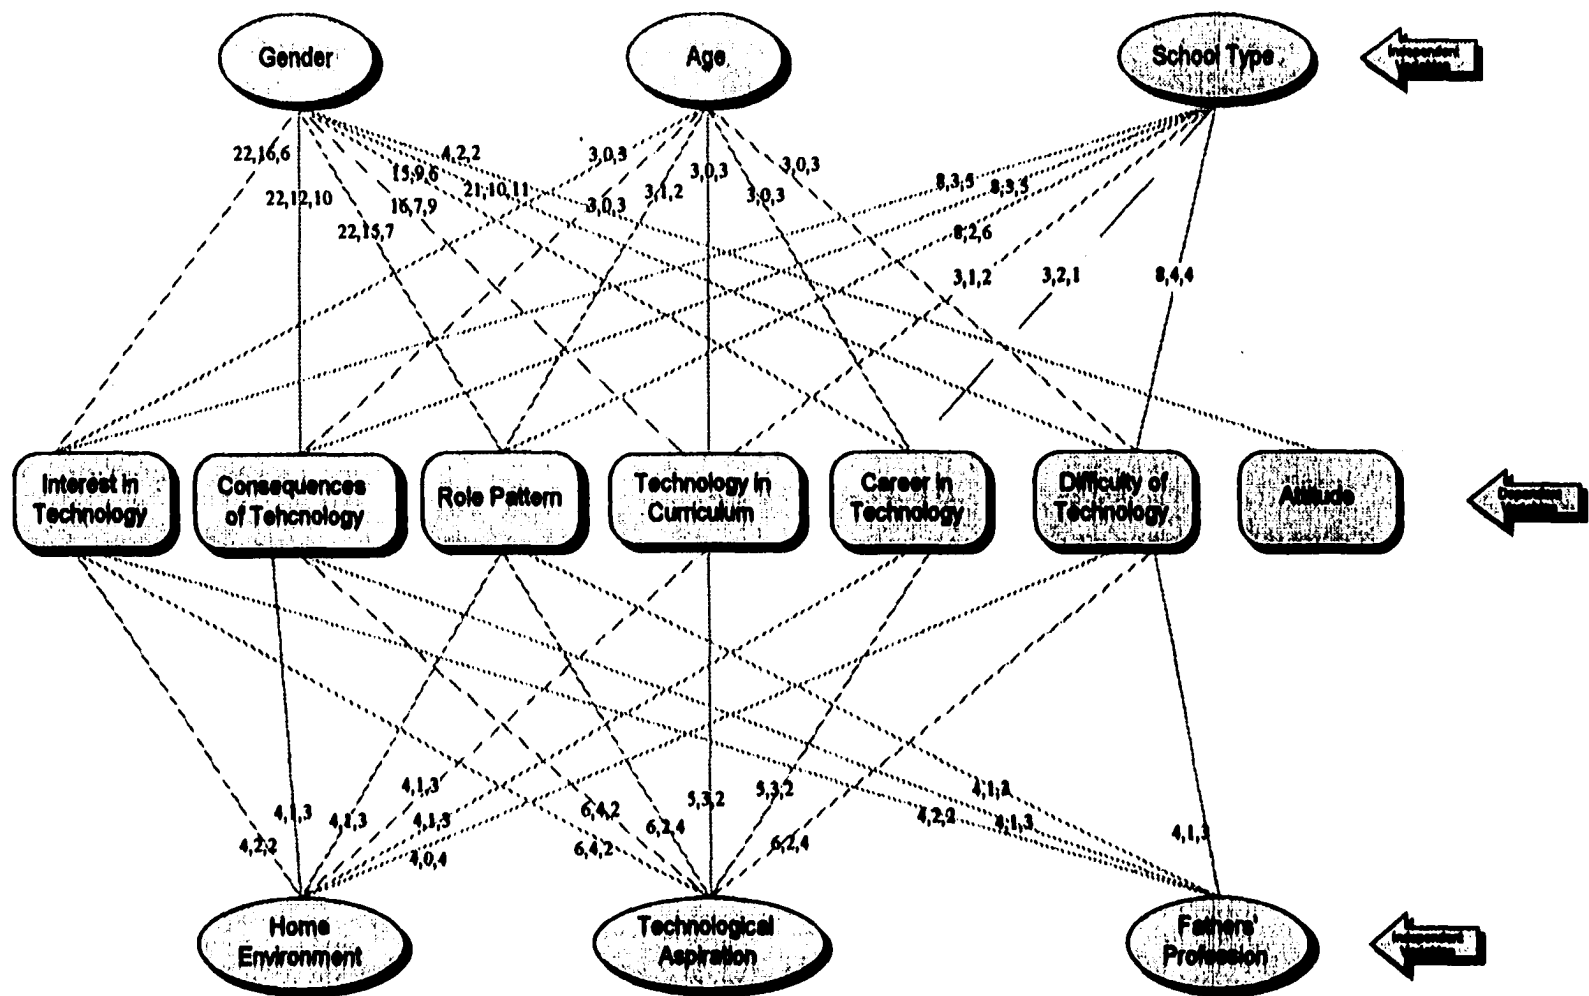 Gender
Age
School Type
Independent
22,16,6
4,2,2
3,0,3
3,0,3
3,0,3
15,9,6
21,10,11
8,3,5
8,3,5
22,12,10
16,7,9
3,0,3
3,1,2
3,0,3
22,15,7
8,2,6
3,1,2
3,2,1
8,4,4
Interest in
Technology
Consequences
of Tehcnology
Role Pattern
Technology in
Curriculum
Career in
Technology
Difficulty of
Technology
Attitude
Dependent
4,1,3
4,1,3
4,1,3
4,1,3
4,2,2
4,0,4
6,4,2
6,2,4
6,4,2
5,3,2
5,3,2
6,2,4
4,1,3
4,2,2
4,1,3
Home
Environment
Technological
Aspiration
Fathers'
Profession
Independent